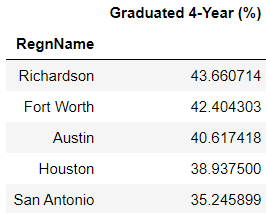 Graduated 4-Year (%)
RegnName
Richardson 43.660714
Fort Worth 42.404303
Austin 40.617418
Houston 38.937500
San Antonio 35.245899